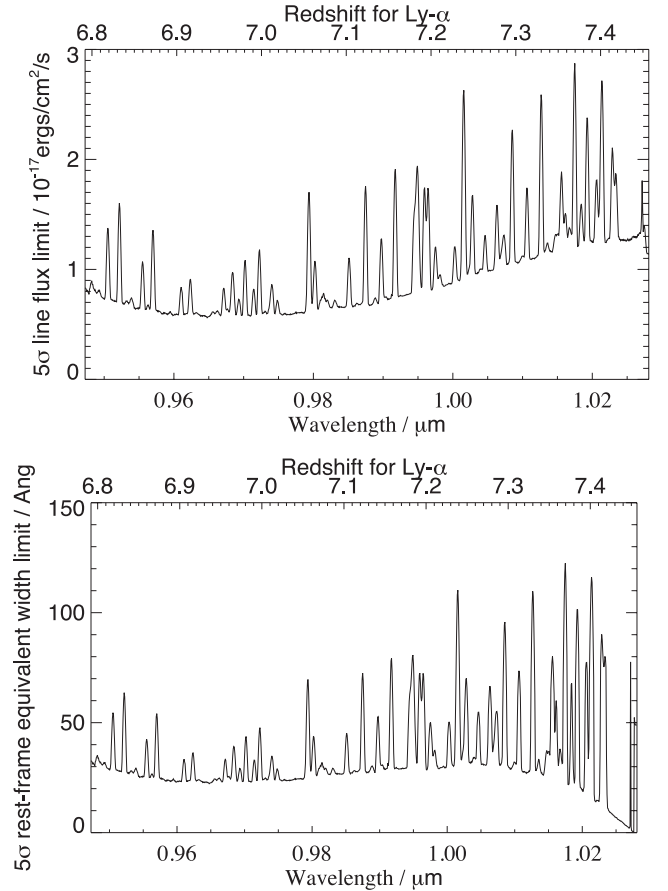 Redshift for Ly-α
6.8 6.9 7.0 7.1 7.2 7.3 7.4
3
2
1
0
5σ line flux limit / 10⁻¹⁷ergs/cm²/s
0.96 0.98 1.00 1.02
Wavelength / μm
Redshift for Ly-α
6.8 6.9 7.0 7.1 7.2 7.3 7.4
150
100
50
0
5σ rest-frame equivalent width limit / Ang
0.96 0.98 1.00 1.02
Wavelength / μm